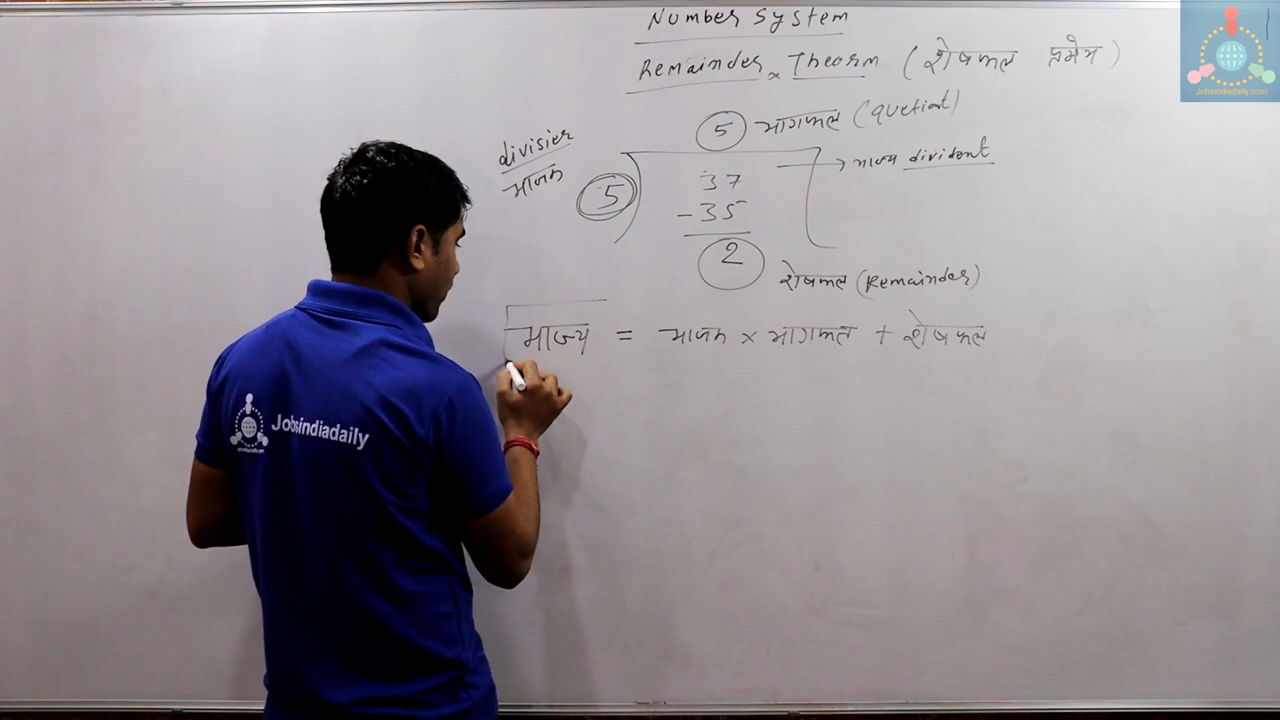 Number System
Remainder Theorm (शेषफल प्रमेय)
Jobsindiadaily.com
5 भागफल (quetiont)
divisier
भाजक
5
37
→ भाज्य divident
-35
2
शेषफल (Remainder)
भाज्य = भाजक × भागफल + शेषफल
Jobsindiadaily